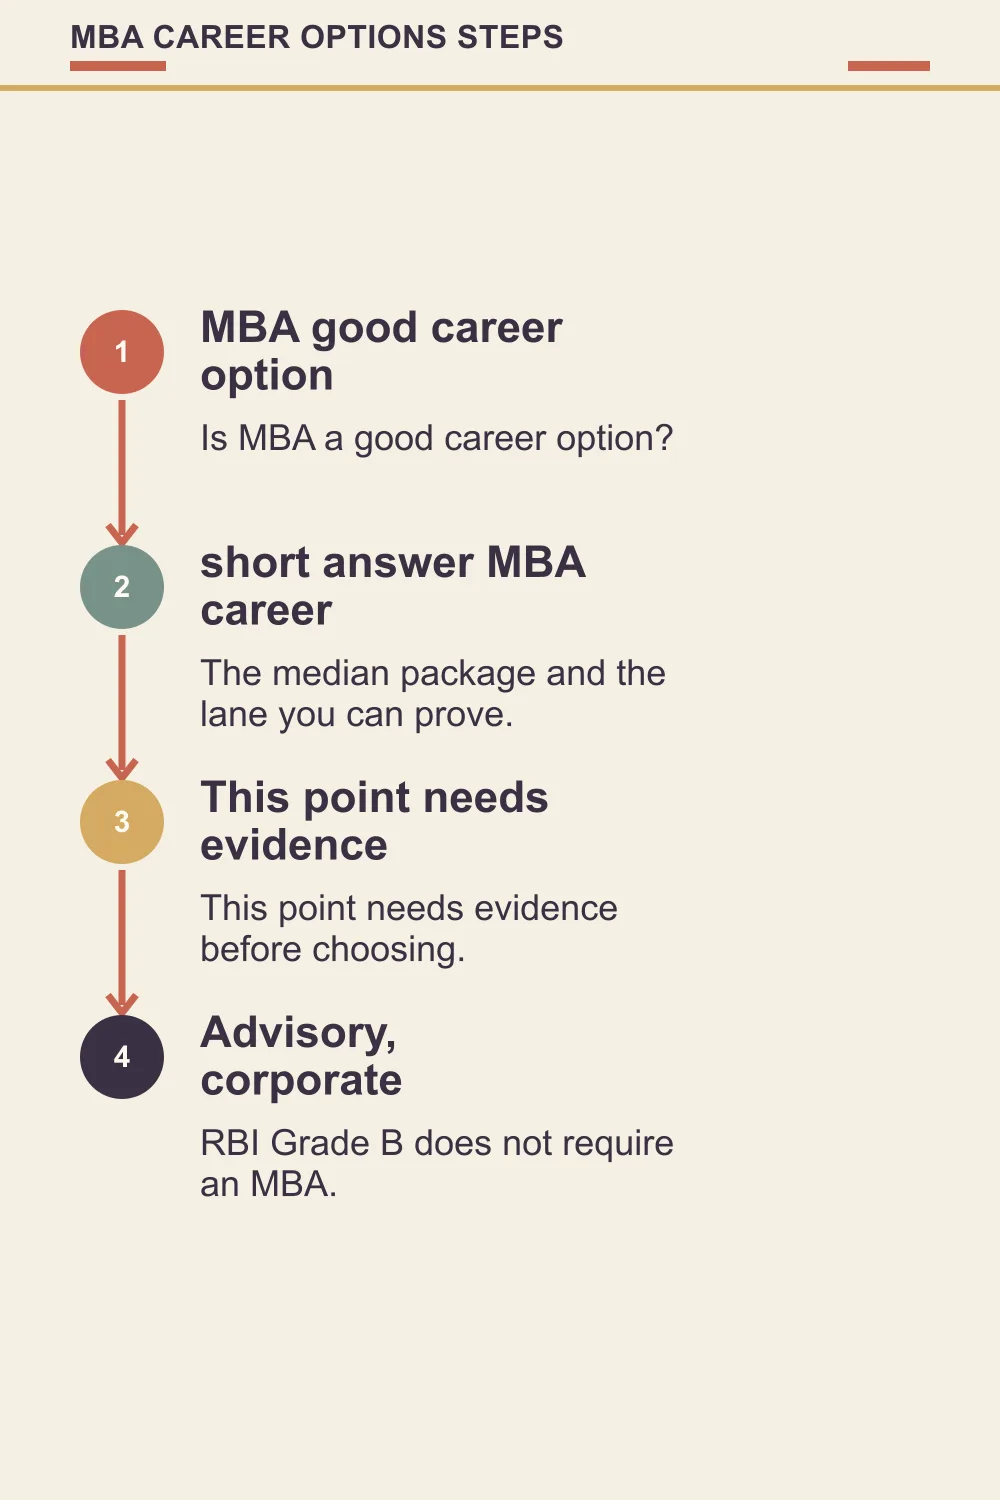 MBA CAREER OPTIONS STEPS
1
MBA good career
option
Is MBA a good career option?
2
short answer MBA
career
The median package and the
lane you can prove.
3
This point needs
evidence
This point needs evidence
before choosing.
4
Advisory,
corporate
RBI Grade B does not require
an MBA.